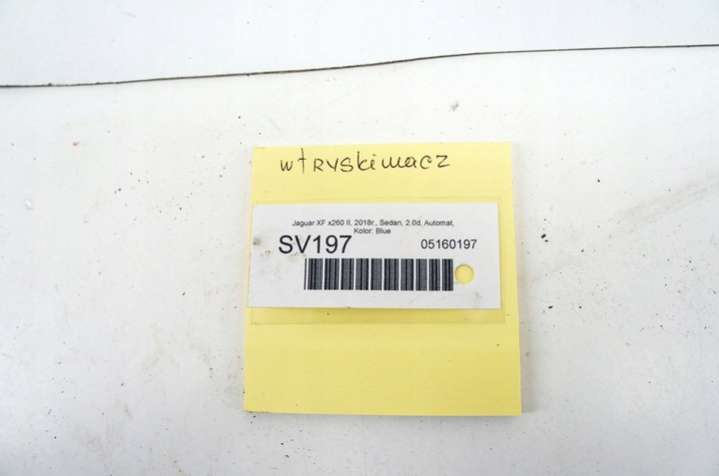 wtryskiwacz
Jaguar XF x260 II, 2018r., Sedan, 2.0d, Automat,
Kolor: Blue
SV197 05160197